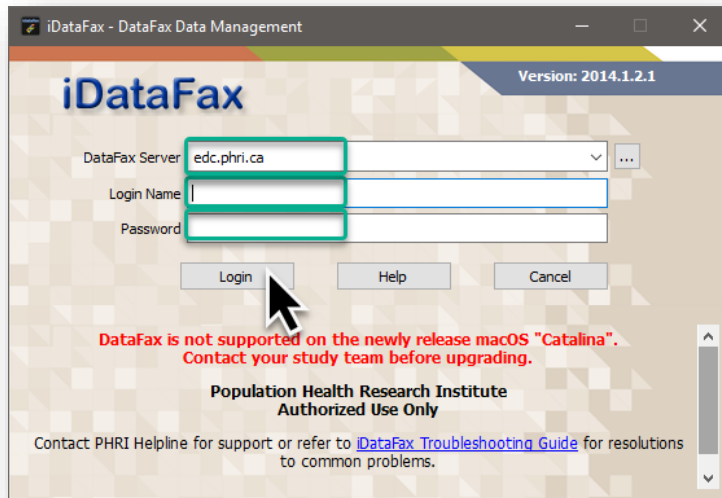 iDataFax - DataFax Data Management
Version: 2014.1.2.1
iDataFax
DataFax Server edc.phri.ca ...
Login Name
Password
Login Help Cancel
DataFax is not supported on the newly release macOS "Catalina".
Contact your study team before upgrading.
Population Health Research Institute
Authorized Use Only
Contact PHRI Helpline for support or refer to iDataFax Troubleshooting Guide for resolutions
to common problems.